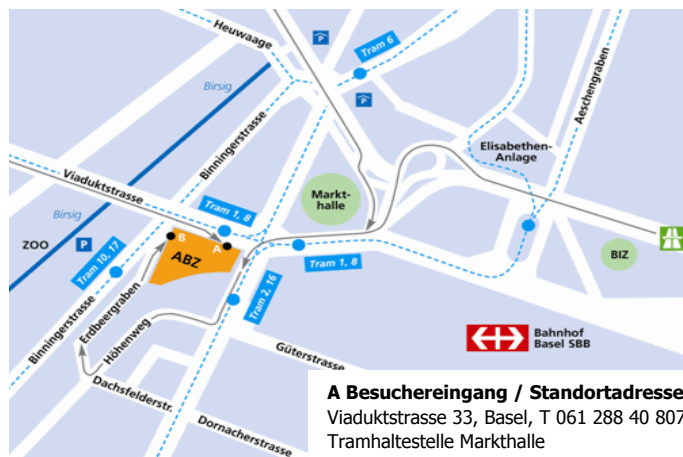 Heuwaage
P
Tram 6
Birsig
P
Binningerstrasse
Aeschengraben
Elisabethen-
Anlage
Viaduktstrasse
Markt-
halle
Birsig
Tram 1, 8
ZOO
P
B
A
Tram 10, 17
ABZ
Tram 1, 8
BIZ
Tram 2, 16
Binningerstrasse
Erdbeergraben
Höhenweg
Bahnhof
Basel SBB
Güterstrasse
Dachsfelderstr.
Dornacherstrasse
A Besuchereingang / Standortadresse
Viaduktstrasse 33, Basel, T 061 288 40 807
Tramhaltestelle Markthalle